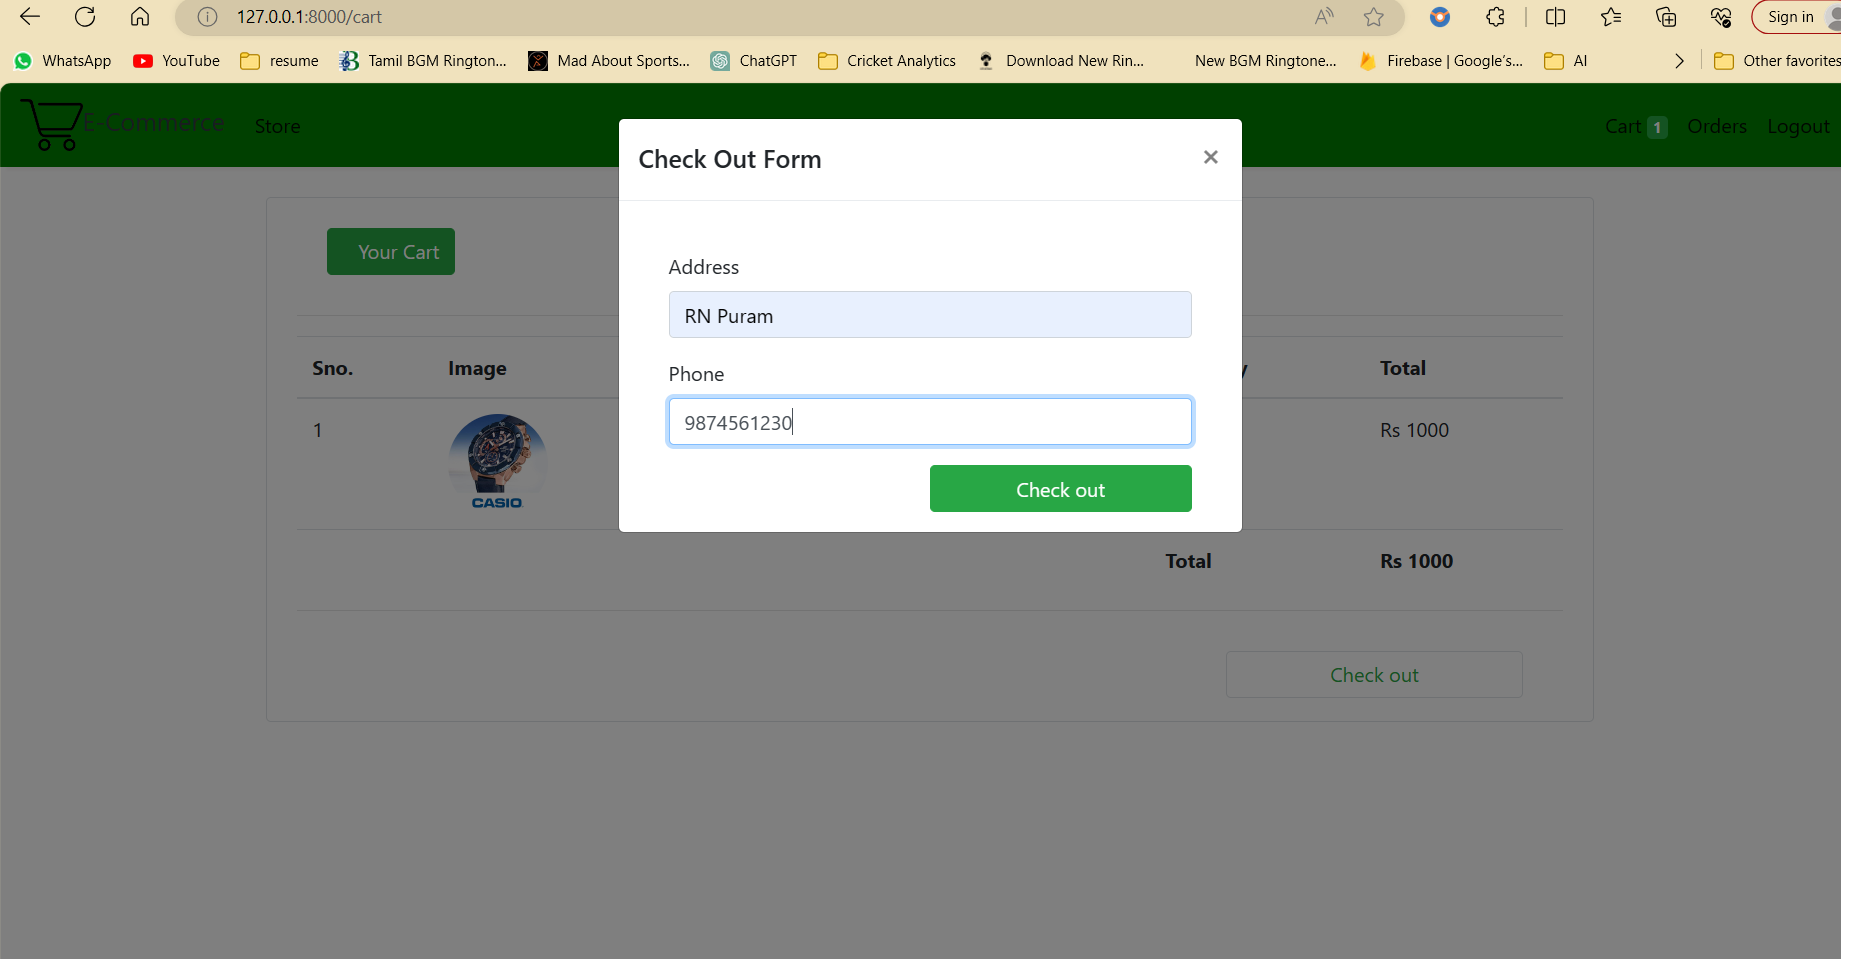 127.0.0.1:8000/cart
Sign in
WhatsApp YouTube resume Tamil BGM Rington... Mad About Sports... ChatGPT Cricket Analytics Download New Rin... New BGM Ringtone... Firebase | Google's... AI Other favorites
E-Commerce Store Cart 1 Orders Logout
Check Out Form ×
Your Cart
Address
RN Puram
Phone
9874561230
Check out
Sno. Image Total
1 CASIO Rs 1000
Total Rs 1000
Check out